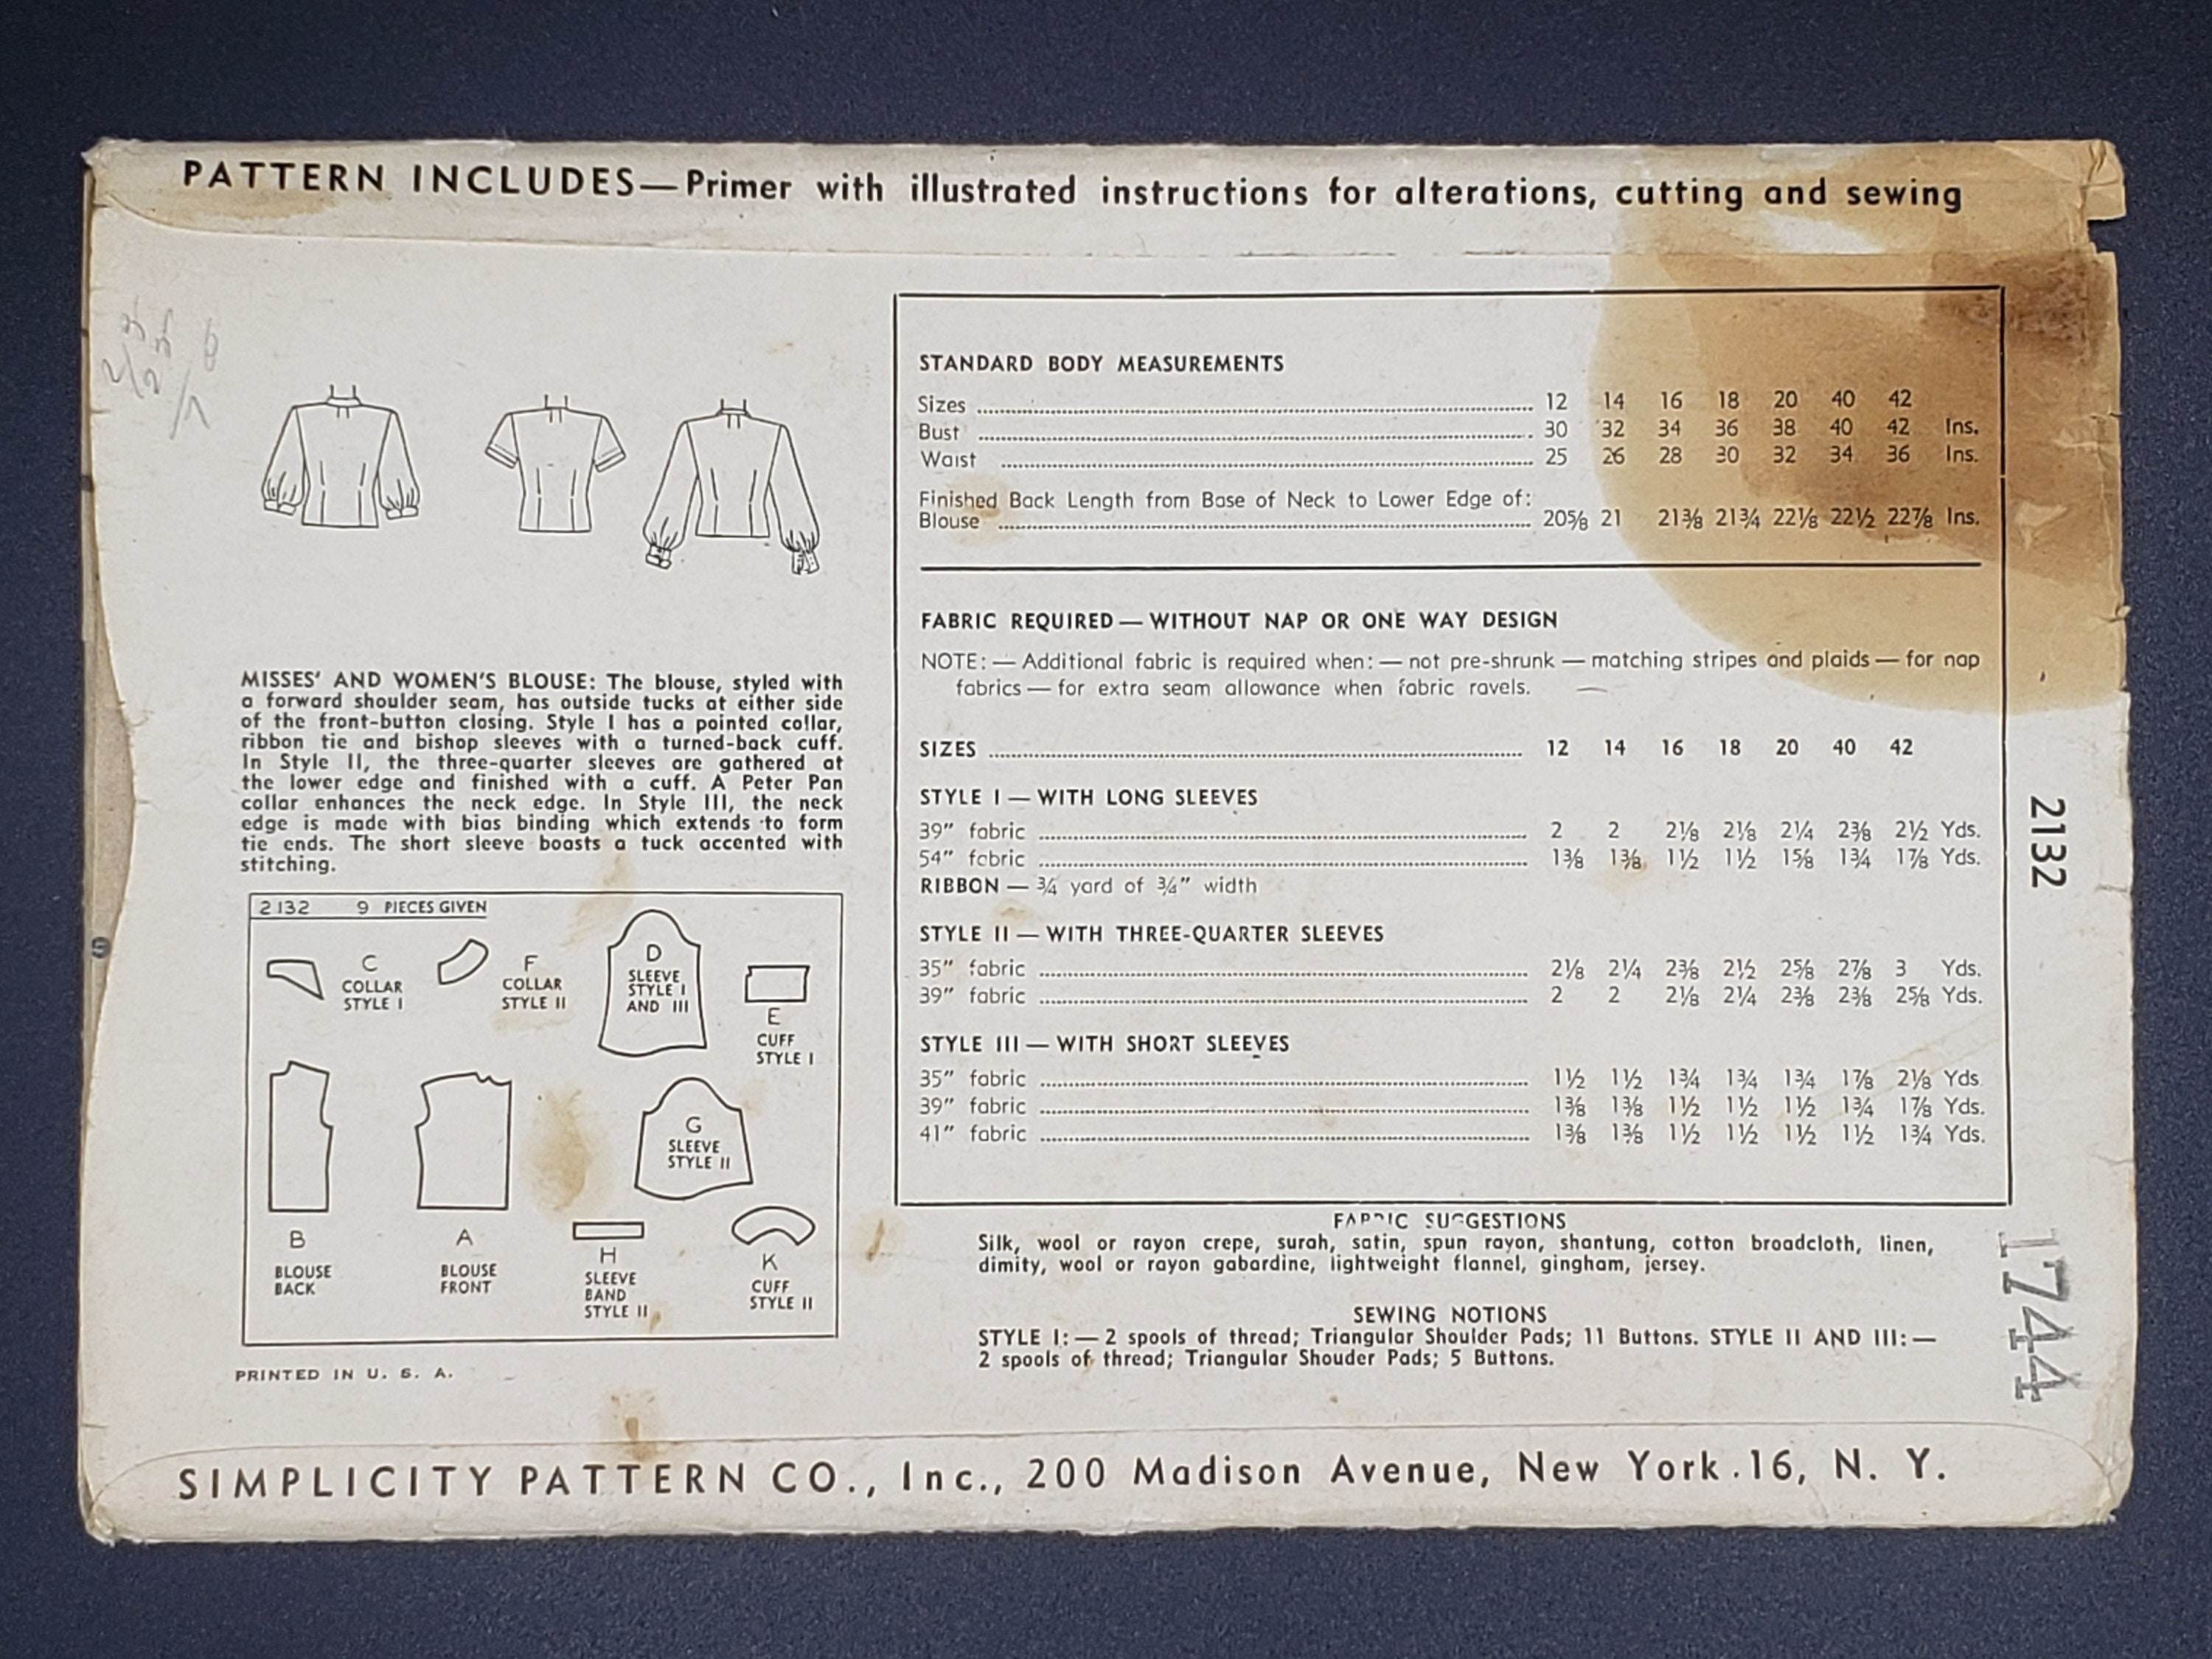 PATTERN INCLUDES—Primer with illustrated instructions for alterations, cutting and sewing
MISSES' AND WOMEN'S BLOUSE: The blouse, styled with
a forward shoulder seam, has outside tucks at either side
of the front-button closing. Style I has a pointed collar,
ribbon tie and bishop sleeves with a turned-back cuff.
In Style II, the three-quarter sleeves are gathered at
the lower edge and finished with a cuff. A Peter Pan
collar enhances the neck edge. In Style III, the neck
edge is made with bias binding which extends to form
tie ends. The short sleeve boasts a tuck accented with
stitching.
2132 9 PIECES GIVEN
C
COLLAR
STYLE I
F
COLLAR
STYLE II
D
SLEEVE
STYLE I
AND III
E
CUFF
STYLE I
B
BLOUSE
BACK
A
BLOUSE
FRONT
G
SLEEVE
STYLE II
H
SLEEVE
BAND
STYLE II
K
CUFF
STYLE II
PRINTED IN U. S. A.
STANDARD BODY MEASUREMENTS
Sizes 12 14 16 18 20 40 42
Bust 30 32 34 36 38 40 42 Ins.
Waist 25 26 28 30 32 34 36 Ins.
Finished Back Length from Base of Neck to Lower Edge of:
Blouse 20⅝ 21 21⅜ 21¾ 22⅛ 22½ 22⅞ Ins.
FABRIC REQUIRED — WITHOUT NAP OR ONE WAY DESIGN
NOTE: — Additional fabric is required when: — not pre-shrunk — matching stripes and plaids — for nap
fabrics — for extra seam allowance when fabric ravels.
SIZES 12 14 16 18 20 40 42
STYLE I — WITH LONG SLEEVES
39" fabric 2 2 2⅛ 2⅛ 2¼ 2⅜ 2½ Yds.
54" fabric 1⅜ 1⅜ 1½ 1½ 1⅝ 1¾ 1⅞ Yds.
RIBBON — ¾ yard of ¾" width
STYLE II — WITH THREE-QUARTER SLEEVES
35" fabric 2⅛ 2¼ 2⅜ 2½ 2⅝ 2⅞ 3 Yds.
39" fabric 2 2 2⅛ 2¼ 2⅜ 2⅜ 2⅝ Yds.
STYLE III — WITH SHORT SLEEVES
35" fabric 1½ 1½ 1¾ 1¾ 1¾ 1⅞ 2⅛ Yds
39" fabric 1⅜ 1⅜ 1½ 1½ 1½ 1¾ 1⅞ Yds.
41" fabric 1⅜ 1⅜ 1½ 1½ 1½ 1½ 1¾ Yds.
FABRIC SUGGESTIONS
Silk, wool or rayon crepe, surah, satin, spun rayon, shantung, cotton broadcloth, linen,
dimity, wool or rayon gabardine, lightweight flannel, gingham, jersey.
SEWING NOTIONS
STYLE I: — 2 spools of thread; Triangular Shoulder Pads; 11 Buttons. STYLE II AND III: —
2 spools of thread; Triangular Shouder Pads; 5 Buttons.
2132
1744
SIMPLICITY PATTERN CO., Inc., 200 Madison Avenue, New York 16, N. Y.